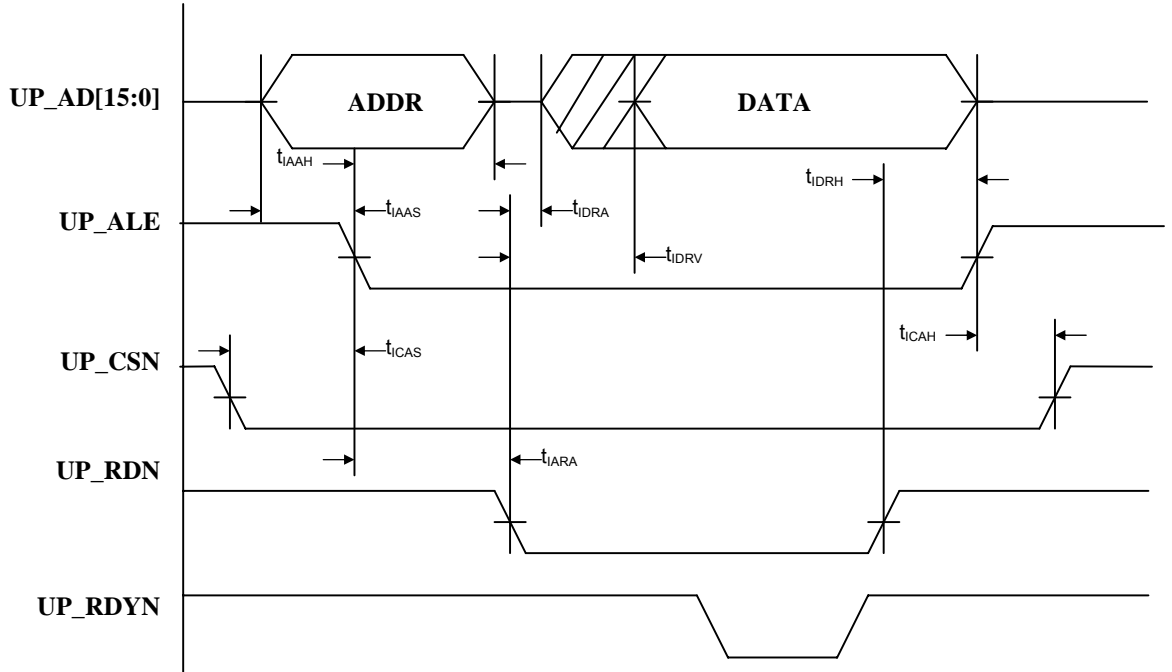 UP_AD[15:0]
ADDR
DATA
tIAAH
tIDRH
tIAAS
tIDRA
UP_ALE
tIDRV
tICAH
tICAS
UP_CSN
tIARA
UP_RDN
UP_RDYN